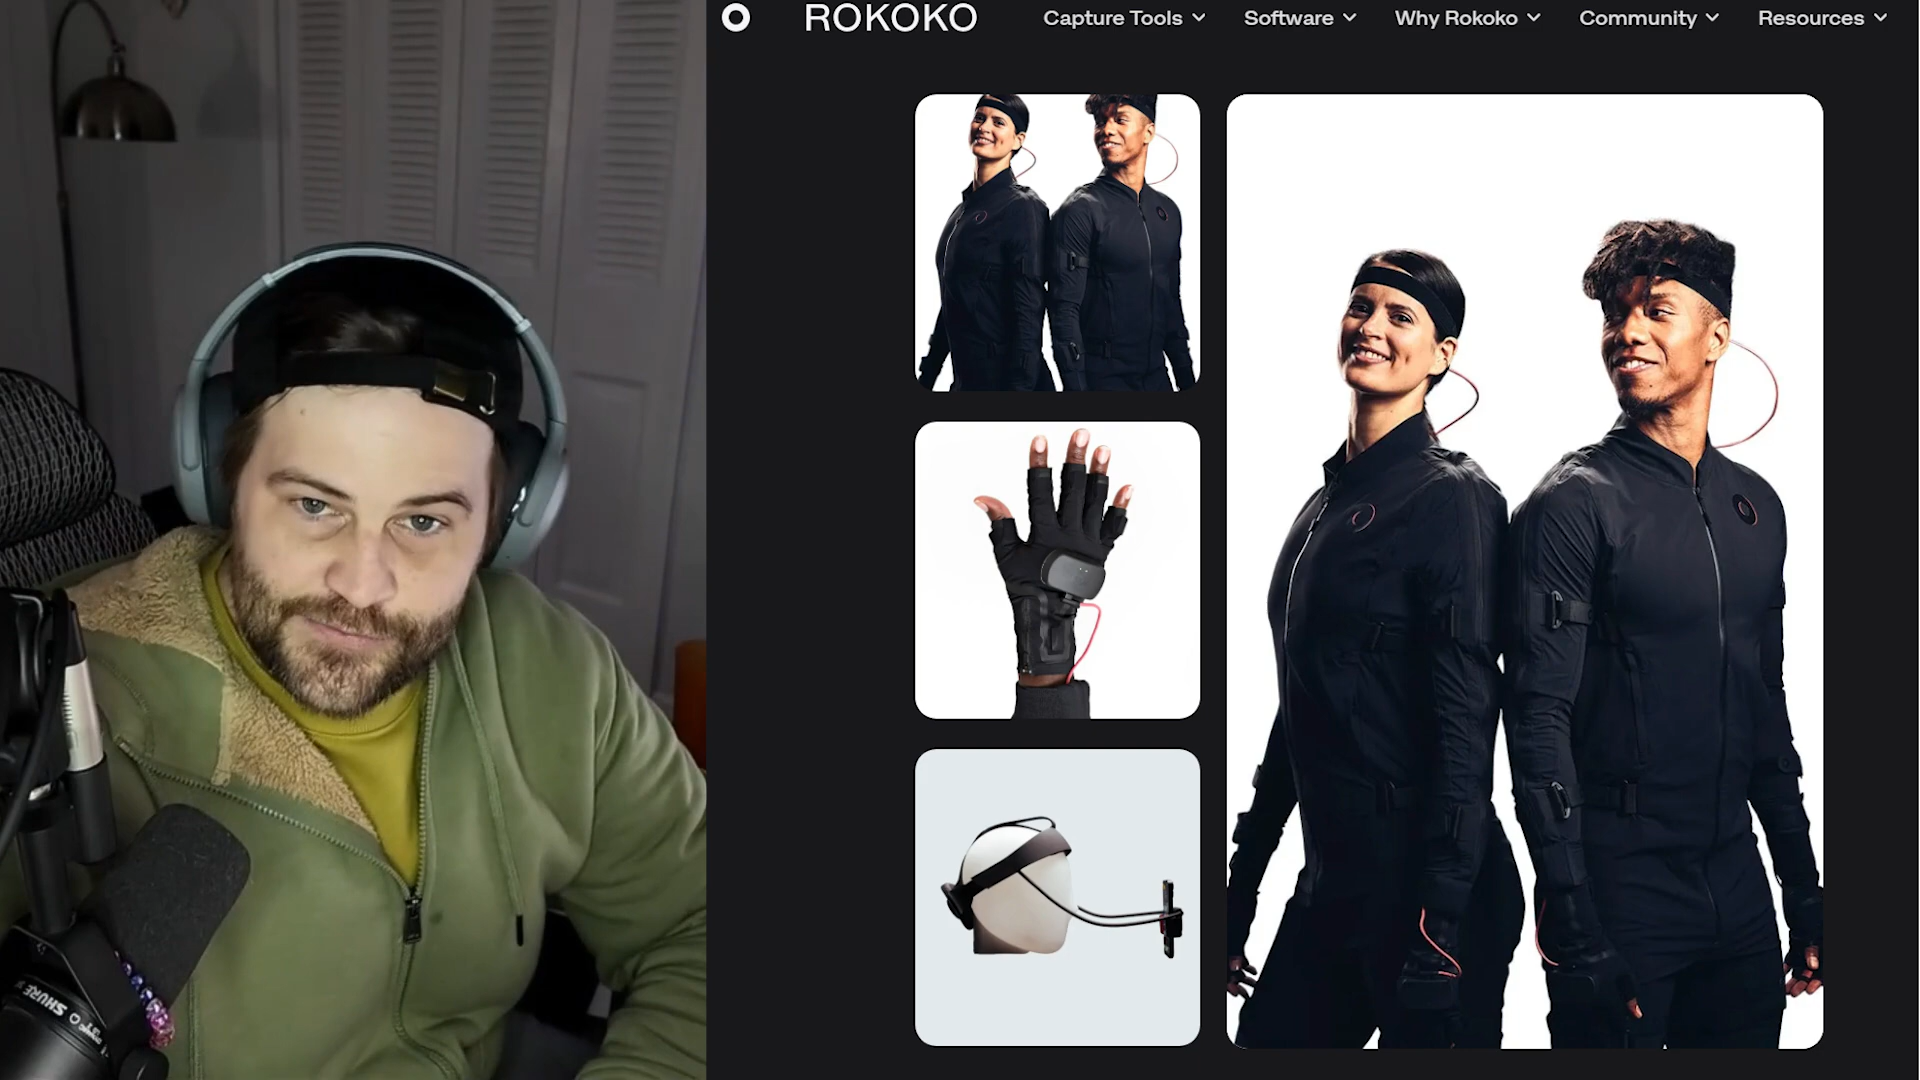 ROKOKO
Capture Tools
Software
Why Rokoko
Community
Resources
SHURE